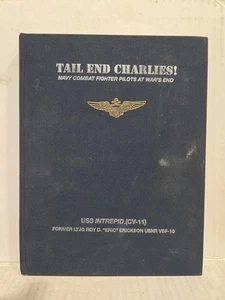 TAIL END CHARLIES!
NAVY COMBAT FIGHTER PILOTS AT WAR'S END
USS INTREPID (CV-11)
FORMER LTJG ROY D. "ERIC" ERICKSON USNR VBF-10